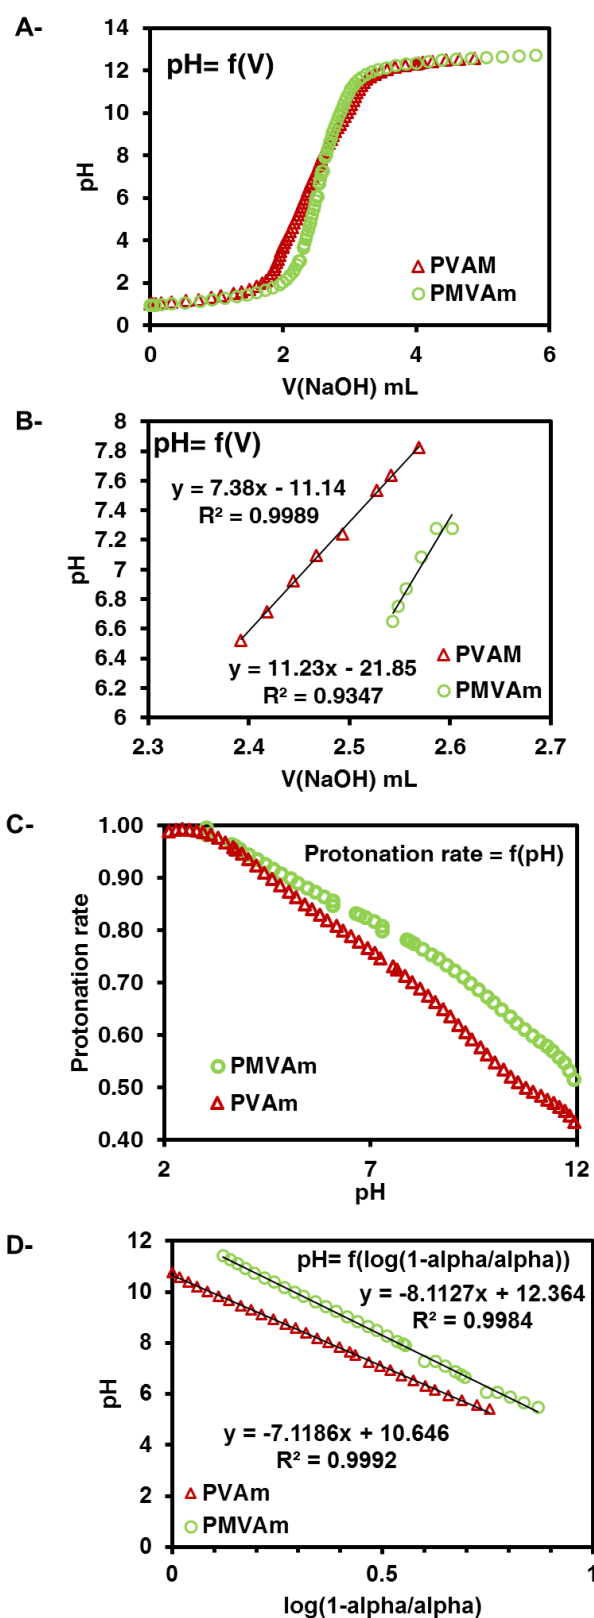 A-
pH= f(V)
14
12
10
8
6
4
2
0
pH
PVAM
PMVAm
0
2
4
6
V(NaOH) mL
B-
pH= f(V)
8
7.8
7.6
7.4
7.2
7
6.8
6.6
6.4
6.2
6
pH
y = 7.38x - 11.14
R² = 0.9989
y = 11.23x - 21.85
R² = 0.9347
PVAM
PMVAm
2.3
2.4
2.5
2.6
2.7
V(NaOH) mL
C-
Protonation rate = f(pH)
1.00
0.90
0.80
0.70
0.60
0.50
0.40
Protonation rate
PMVAm
PVAm
2
7
12
pH
D-
pH= f(log(1-alpha/alpha))
y = -8.1127x + 12.364
R² = 0.9984
12
10
8
6
4
2
0
pH
y = -7.1186x + 10.646
R² = 0.9992
PVAm
PMVAm
0
0.5
1
log(1-alpha/alpha)